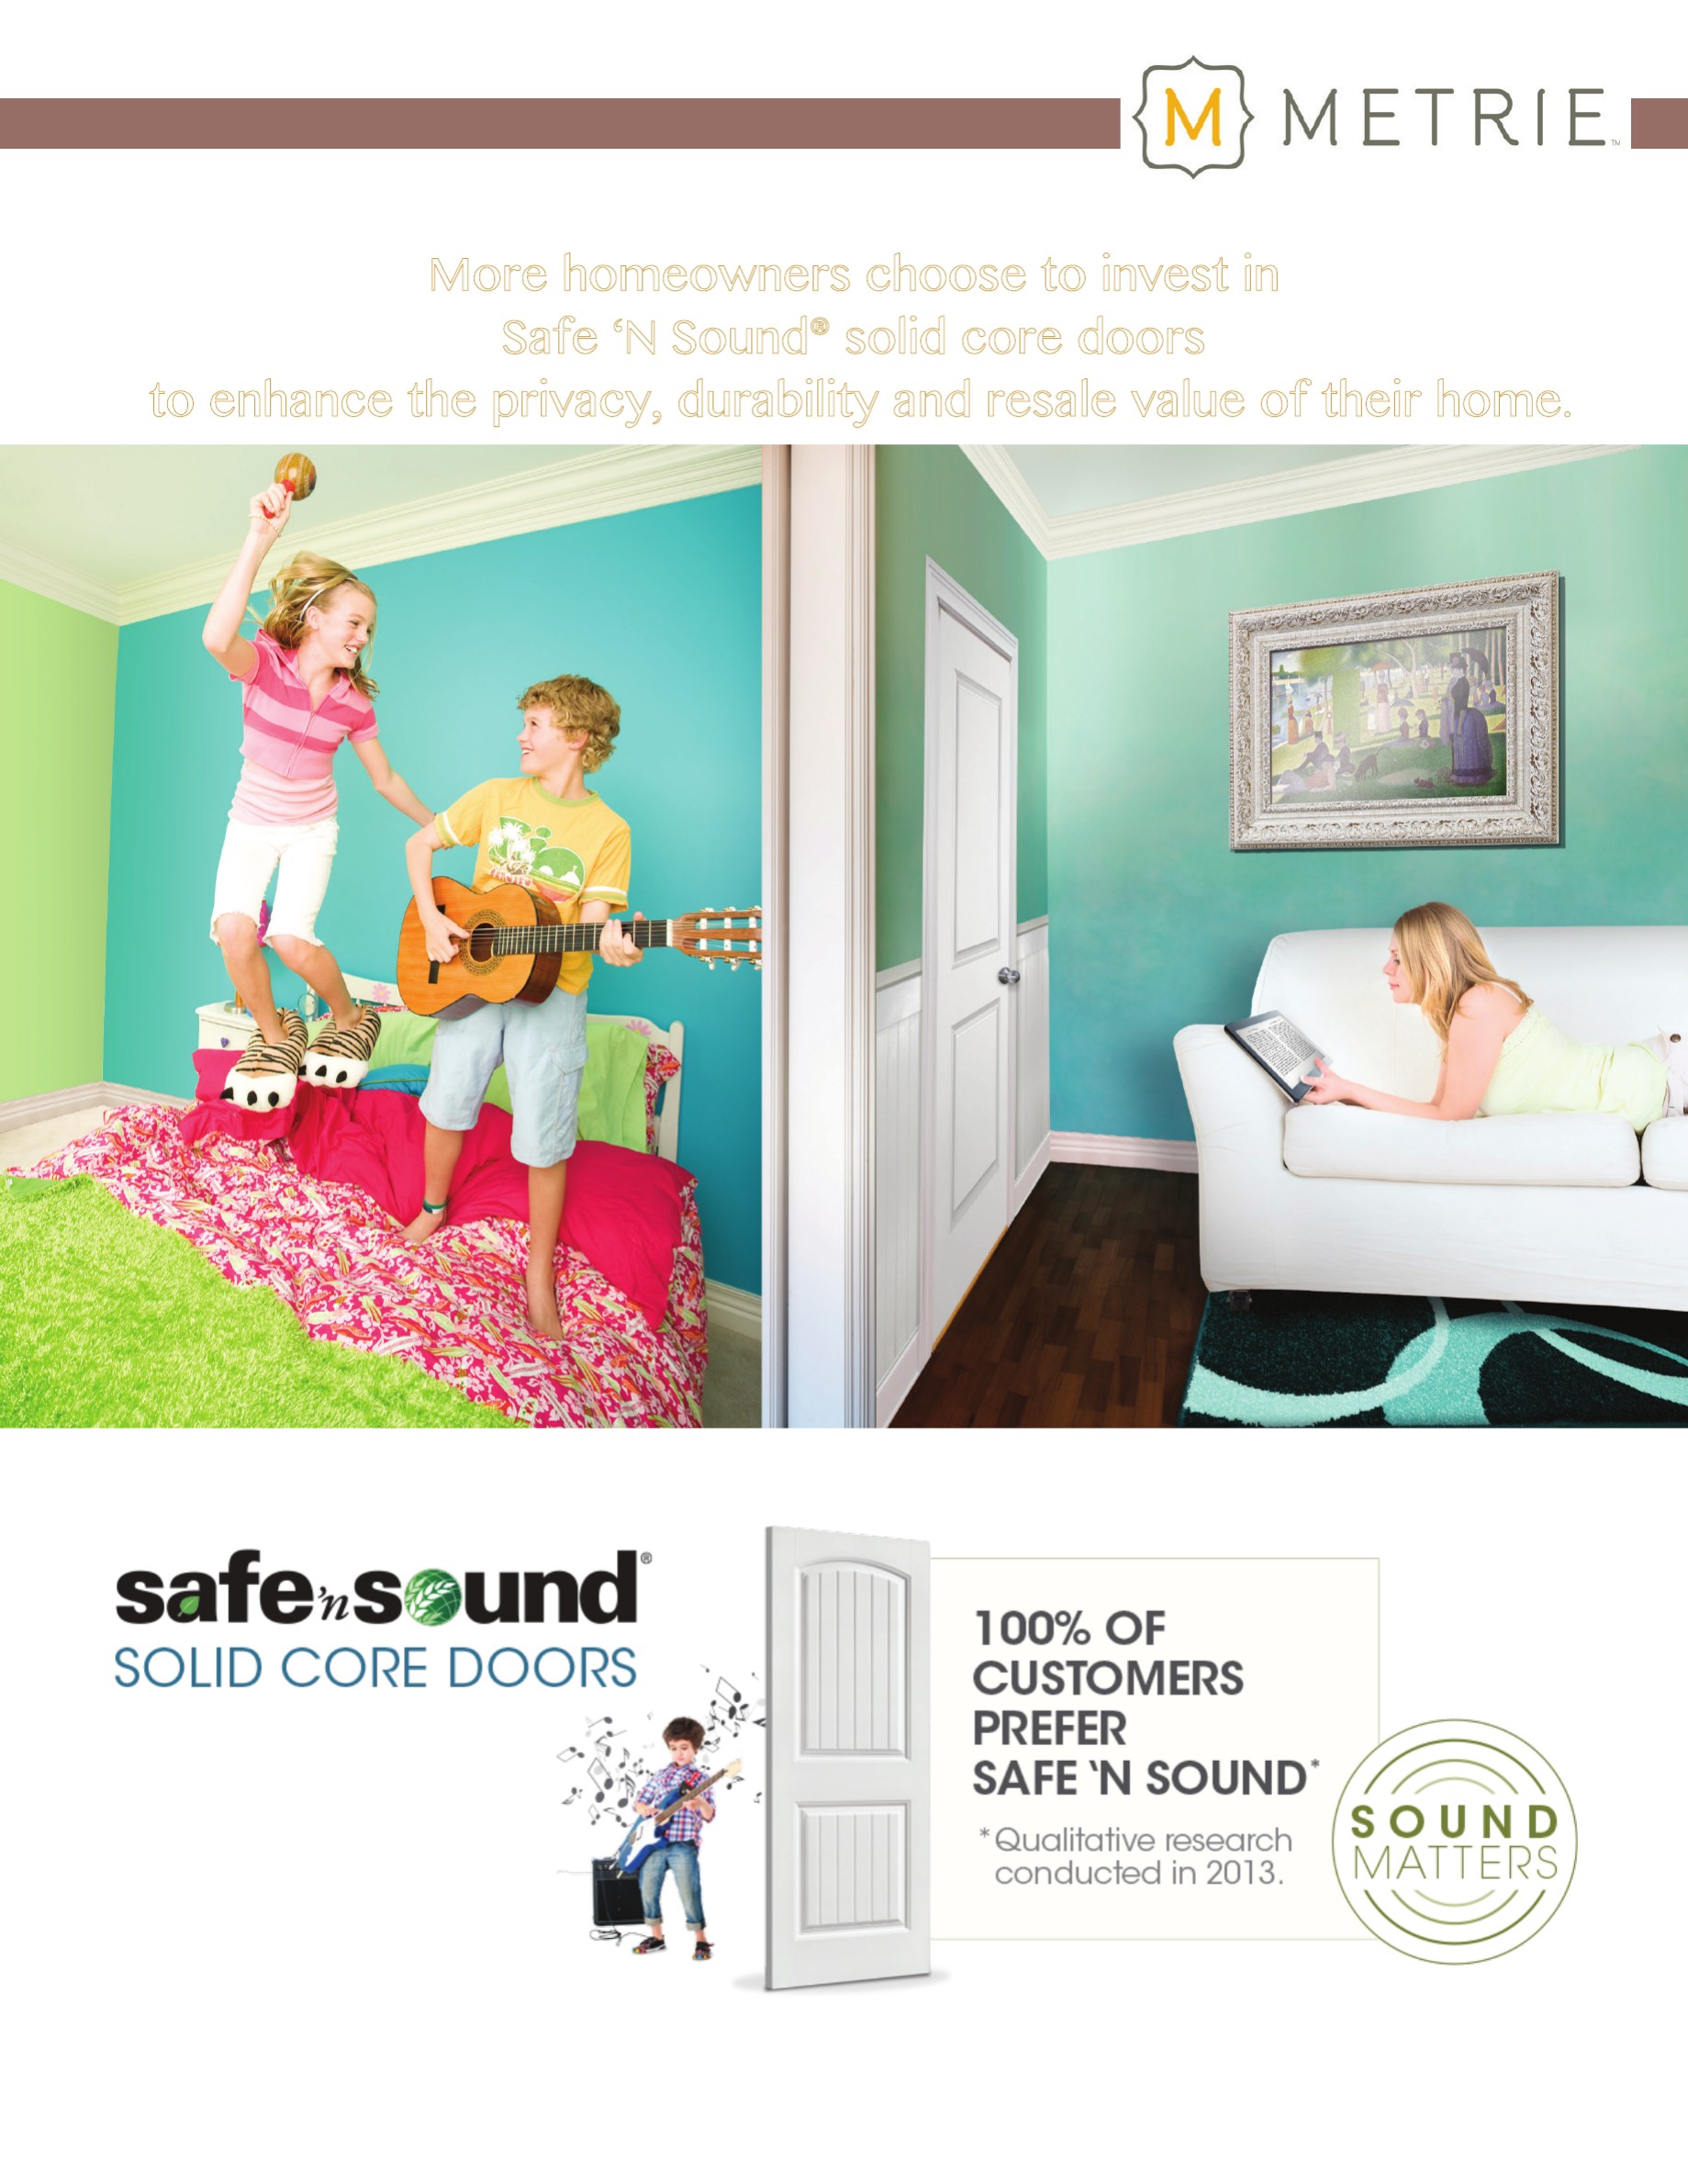 M METRIE™
More homeowners choose to invest in
Safe ‘N Sound® solid core doors
to enhance the privacy, durability and resale value of their home.
safe'nsound®
SOLID CORE DOORS
100% OF
CUSTOMERS
PREFER
SAFE ‘N SOUND*
*Qualitative research
conducted in 2013.
SOUND
MATTERS